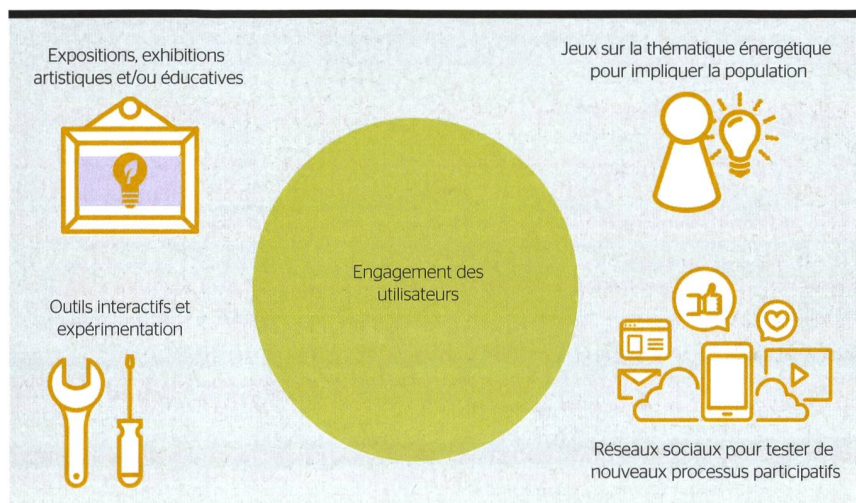 Expositions, exhibitions
artistiques et/ou éducatives
Jeux sur la thématique énergétique
pour impliquer la population
Engagement des
utilisateurs
Outils interactifs et
expérimentation
Réseaux sociaux pour tester de
nouveaux processus participatifs